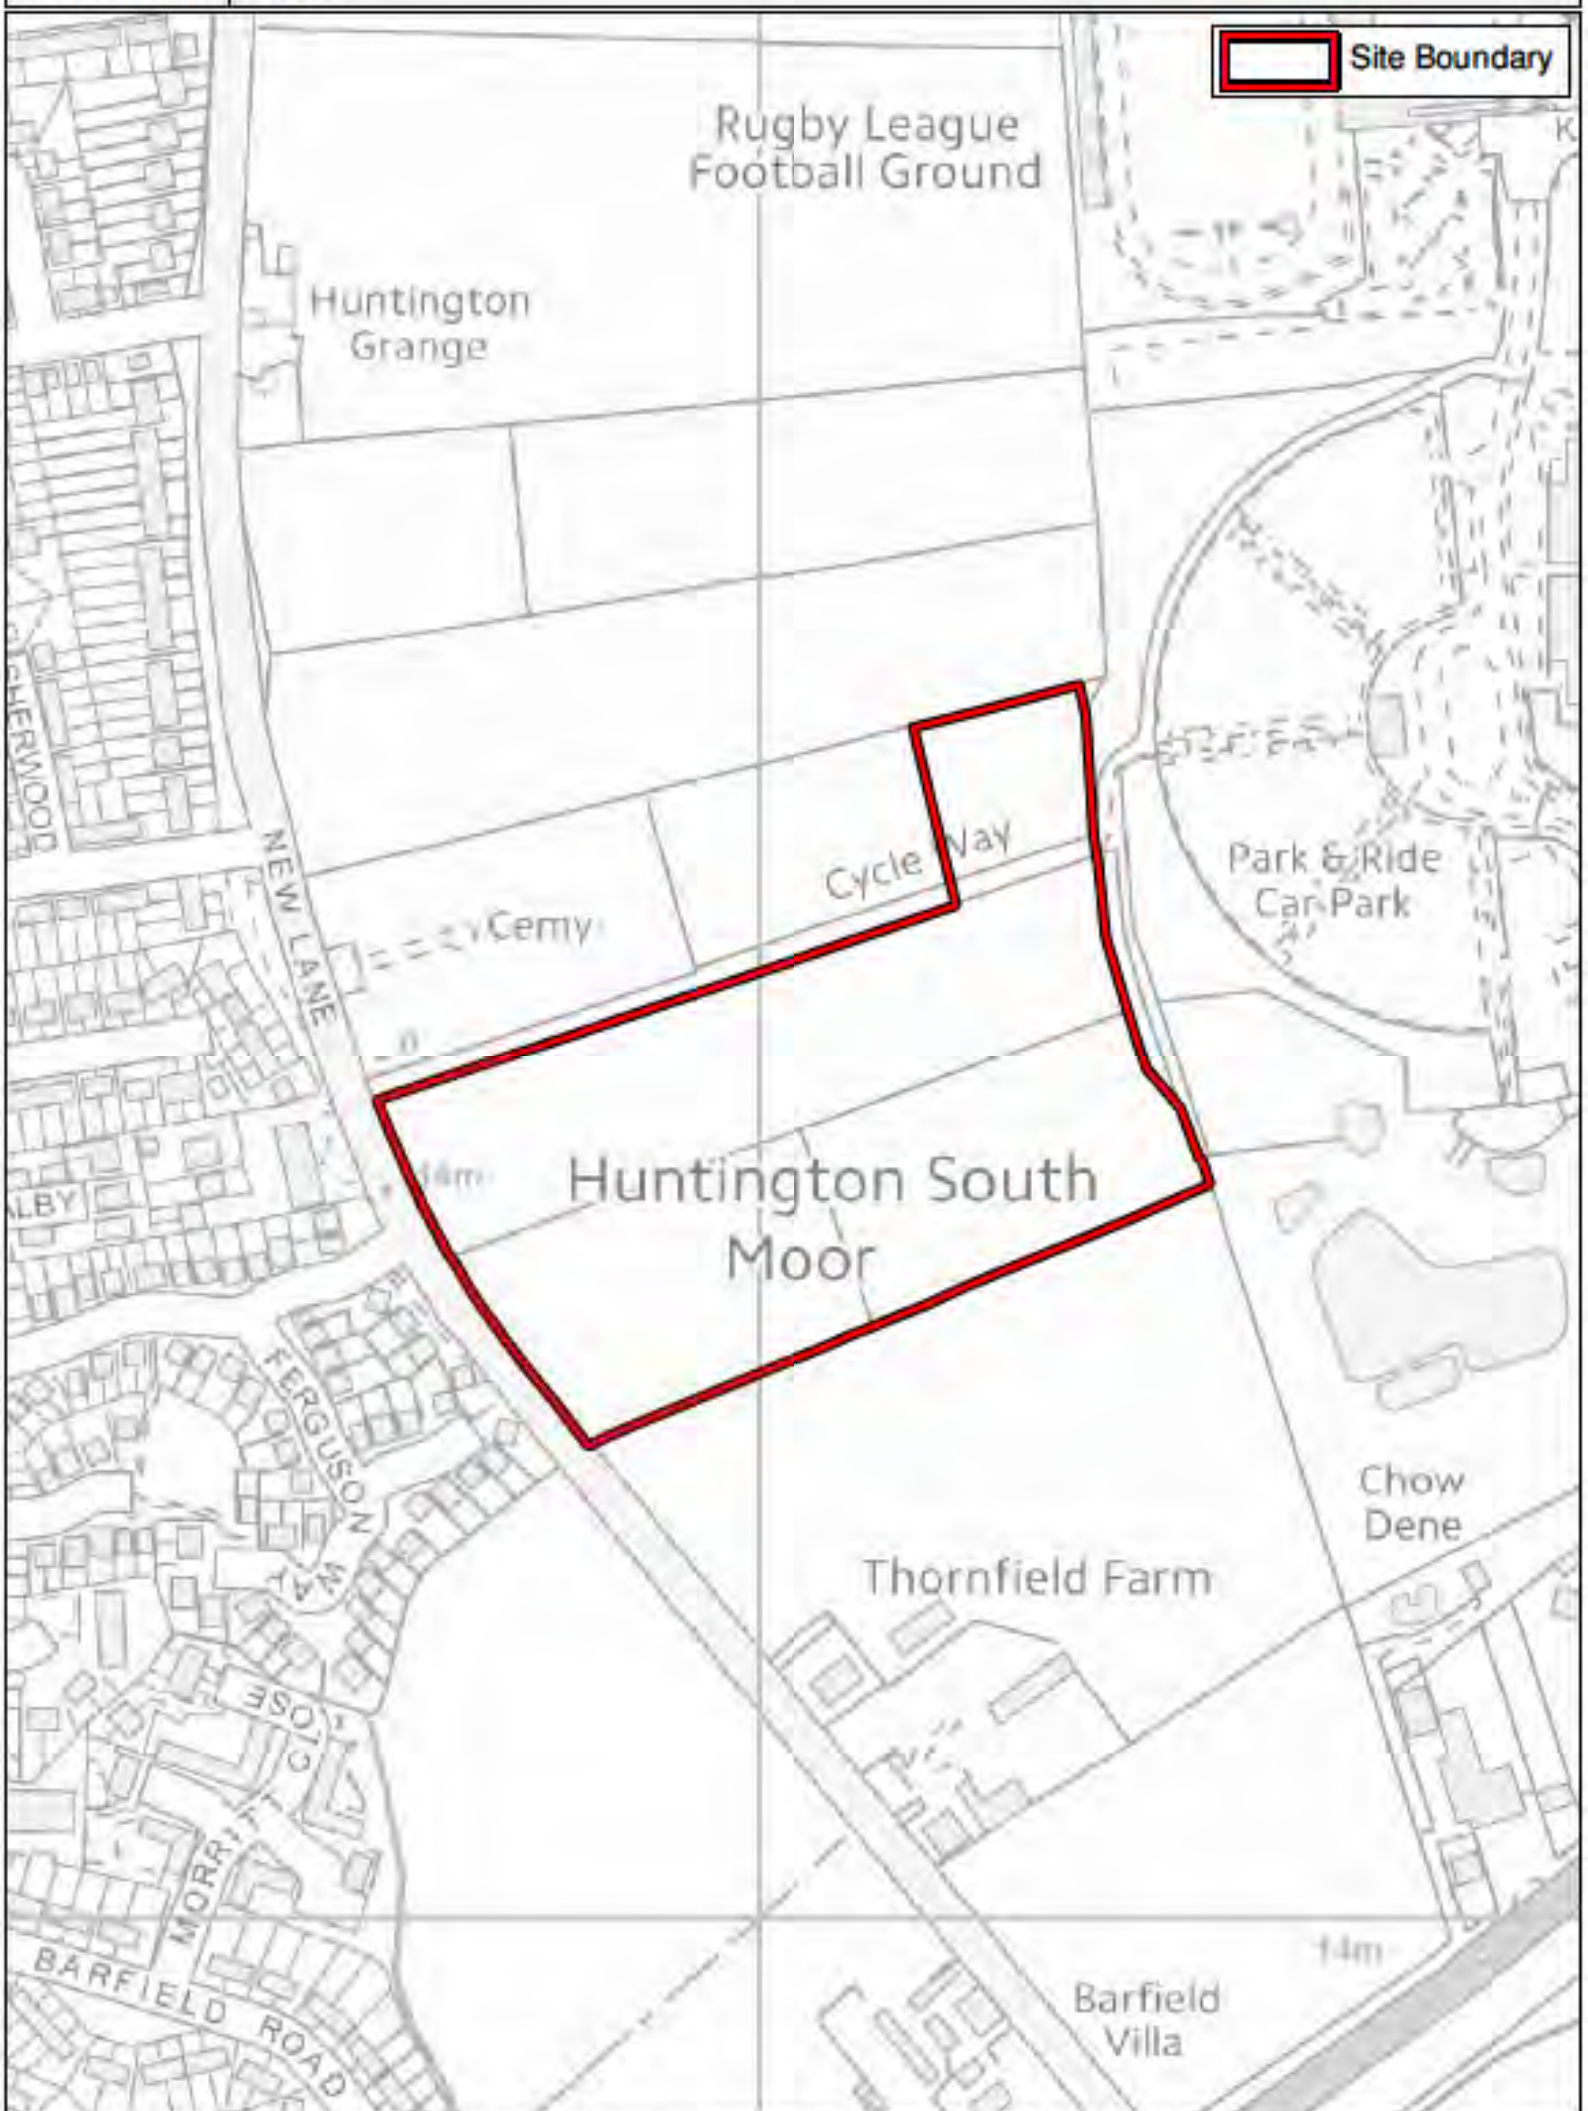 Site Boundary
K
Rugby League
Football Ground
Huntington
Grange
NEW LANE
Cycle Way
Park & Ride
Car Park
Cemy
14m
Huntington South
Moor
FERGUSON
WAY
Chow
Dene
Thornfield Farm
CLOSE
14m
BARFIELD ROAD
Barfield
Villa